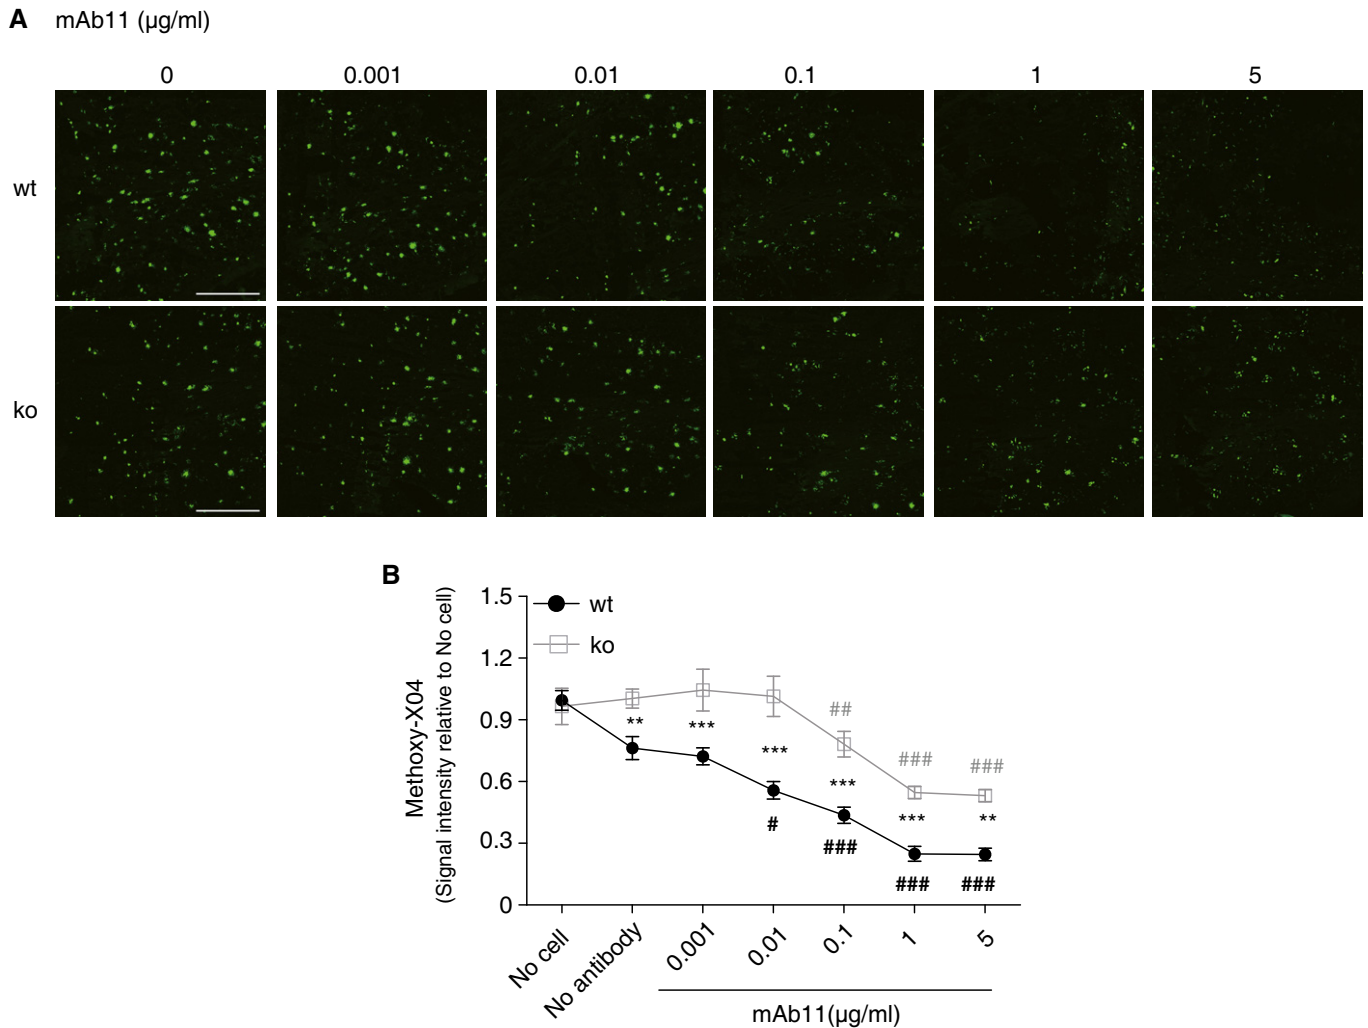 A mAb11 (µg/ml)
0 0.001 0.01 0.1 1 5
wt
ko
B
1.5
1.2
0.9
0.6
0.3
0
Methoxy-X04
(Signal intensity relative to No cell)
wt
ko
** *** *** *** *** **
## ### ###
# ### ### ###
No cell No antibody 0.001 0.01 0.1 1 5
mAb11(µg/ml)